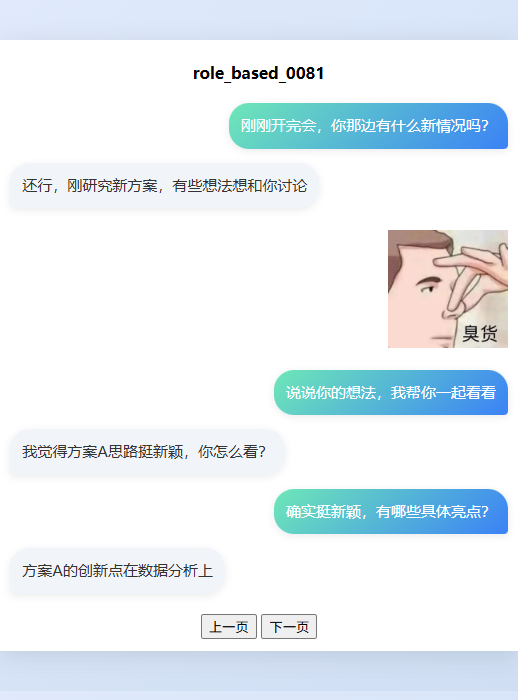 role_based_0081
刚刚开完会，你那边有什么新情况吗？
还行，刚研究新方案，有些想法想和你讨论
臭货
说说你的想法，我帮你一起看看
我觉得方案A思路挺新颖，你怎么看？
确实挺新颖，有哪些具体亮点？
方案A的创新点在数据分析上
上一页 下一页